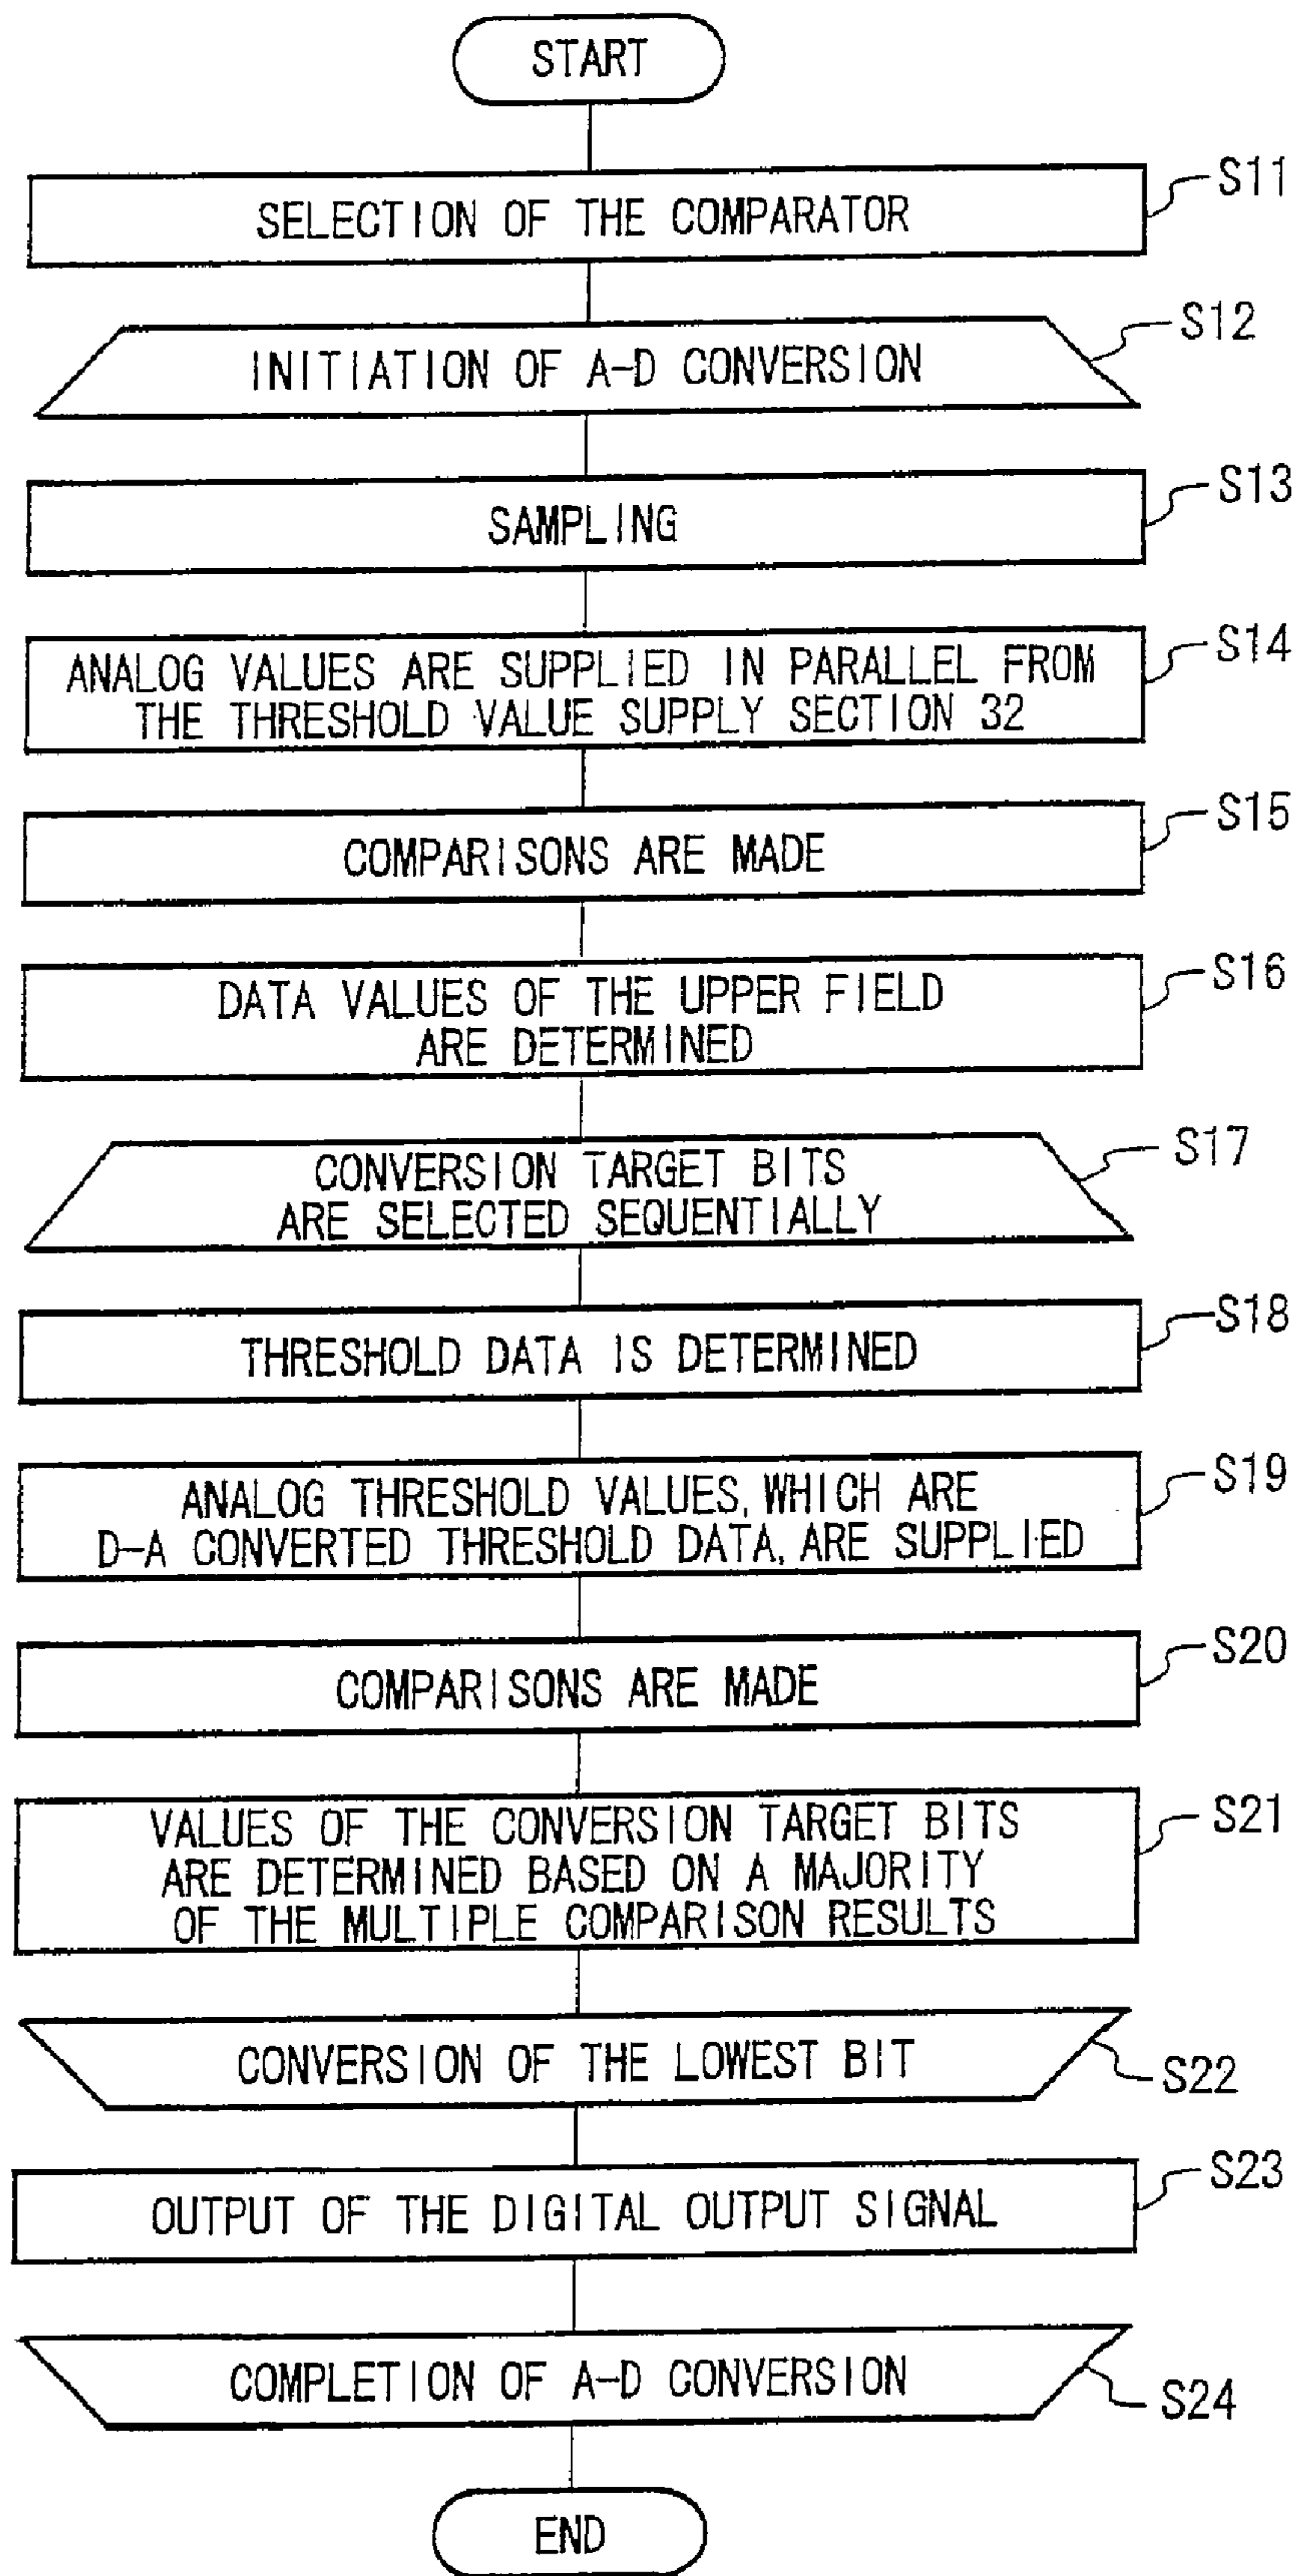 START
SELECTION OF THE COMPARATOR
S11
INITIATION OF A-D CONVERSION
S12
SAMPLING
S13
ANALOG VALUES ARE SUPPLIED IN PARALLEL FROM
THE THRESHOLD VALUE SUPPLY SECTION 32
S14
COMPARISONS ARE MADE
S15
DATA VALUES OF THE UPPER FIELD
ARE DETERMINED
S16
CONVERSION TARGET BITS
ARE SELECTED SEQUENTIALLY
S17
THRESHOLD DATA IS DETERMINED
S18
ANALOG THRESHOLD VALUES, WHICH ARE
D-A CONVERTED THRESHOLD DATA, ARE SUPPLIED
S19
COMPARISONS ARE MADE
S20
VALUES OF THE CONVERSION TARGET BITS
ARE DETERMINED BASED ON A MAJORITY
OF THE MULTIPLE COMPARISON RESULTS
S21
CONVERSION OF THE LOWEST BIT
S22
OUTPUT OF THE DIGITAL OUTPUT SIGNAL
S23
COMPLETION OF A-D CONVERSION
S24
END